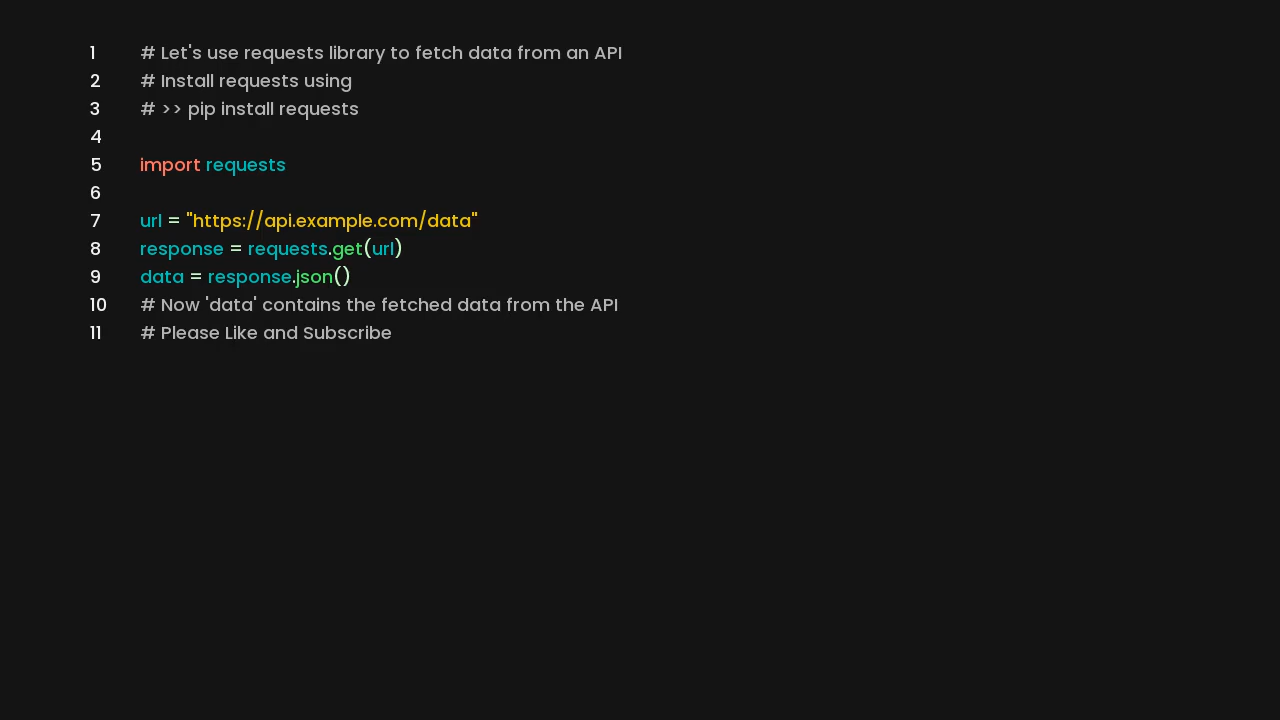 1 # Let's use requests library to fetch data from an API
2 # Install requests using
3 # >> pip install requests
4
5 import requests
6
7 url = "https://api.example.com/data"
8 response = requests.get(url)
9 data = response.json()
10 # Now 'data' contains the fetched data from the API
11 # Please Like and Subscribe